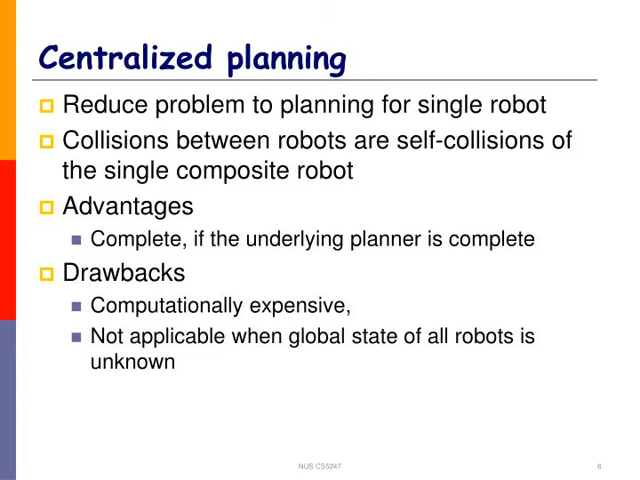 Centralized planning
Reduce problem to planning for single robot
Collisions between robots are self-collisions of
the single composite robot
Advantages
Complete, if the underlying planner is complete
Drawbacks
Computationally expensive,
Not applicable when global state of all robots is
unknown
NUS CS5247
6